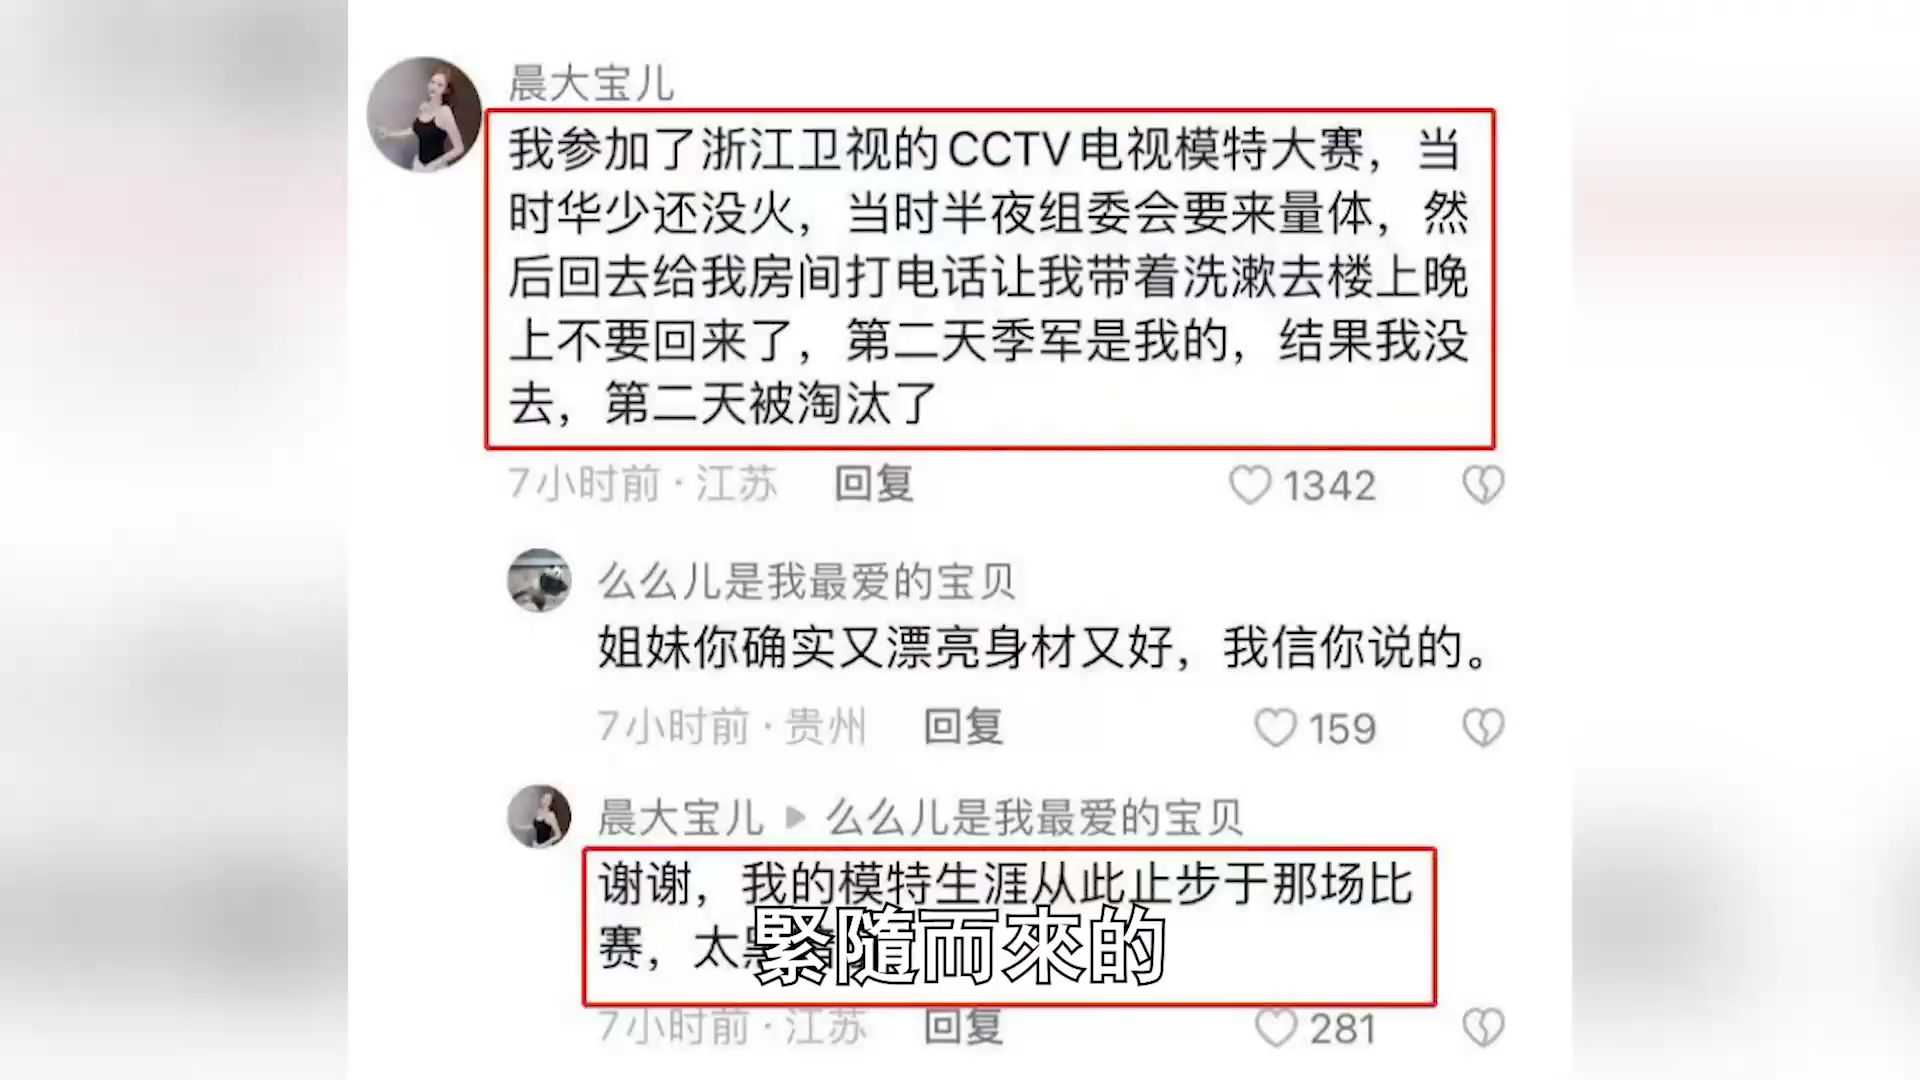 晨大宝儿
我参加了浙江卫视的CCTV电视模特大赛，当
时华少还没火，当时半夜组委会要来量体，然
后回去给我房间打电话让我带着洗漱去楼上晚
上不要回来了，第二天季军是我的，结果我没
去，第二天被淘汰了
7小时前·江苏 回复 1342
么么儿是我最爱的宝贝
姐妹你确实又漂亮身材又好，我信你说的。
7小时前·贵州 回复 159
晨大宝儿 ▶ 么么儿是我最爱的宝贝
谢谢，我的模特生涯从此止步于那场比
赛，太黑
緊隨而來的
7小时前·江苏 回复 281